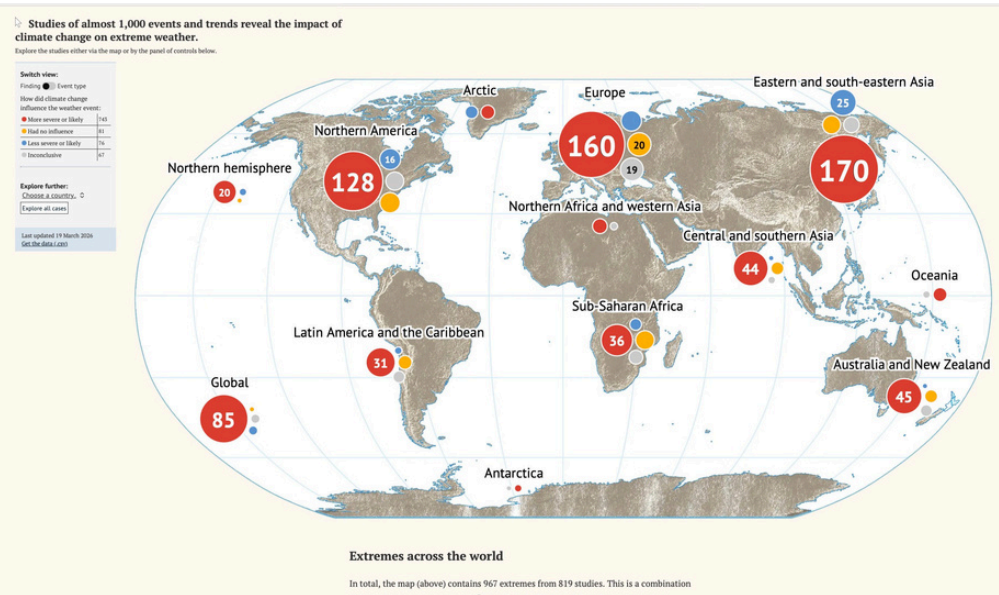 Studies of almost 1,000 events and trends reveal the impact of
climate change on extreme weather.
Explore the studies either via the map or by the panel of controls below.
Switch view:
Finding Event type
How did climate change
influence the weather event:
More severe or likely 743
Had no influence 81
Less severe or likely 76
Inconclusive 67
Explore further:
Choose a country..
Explore all cases
Last updated 19 March 2026
Get the data (.csv)
Arctic
Europe
160
20
19
Eastern and south-eastern Asia
25
170
Northern America
16
128
Northern hemisphere
20
Northern Africa and western Asia
Central and southern Asia
44
Oceania
Sub-Saharan Africa
36
Latin America and the Caribbean
31
Australia and New Zealand
45
Global
85
Antarctica
Extremes across the world
In total, the map (above) contains 967 extremes from 819 studies. This is a combination